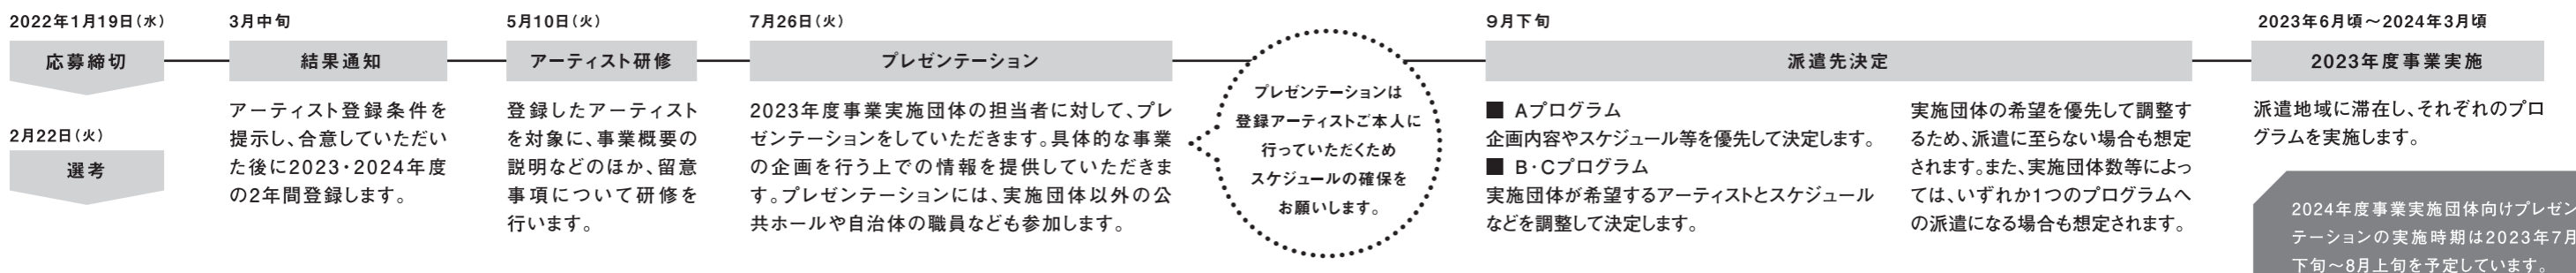 2022年1月19日(水)
応募締切
2月22日(火)
選考
3月中旬
結果通知
アーティスト登録条件を
提示し、合意していただい
た後に2023・2024年度
の2年間登録します。
5月10日(火)
アーティスト研修
登録したアーティスト
を対象に、事業概要の
説明などのほか、留意
事項について研修を
行います。
7月26日(火)
プレゼンテーション
2023年度事業実施団体の担当者に対して、プレ
ゼンテーションをしていただきます。具体的な事業
の企画を行う上での情報を提供していただきま
す。プレゼンテーションには、実施団体以外の公
共ホールや自治体の職員なども参加します。
プレゼンテーションは
登録アーティストご本人に
行っていただくため
スケジュールの確保を
お願いします。
9月下旬
派遣先決定
■ Aプログラム
企画内容やスケジュール等を優先して決定します。
■ B・Cプログラム
実施団体が希望するアーティストとスケジュール
などを調整して決定します。
実施団体の希望を優先して調整す
るため、派遣に至らない場合も想定
されます。また、実施団体数等によっ
ては、いずれか1つのプログラムへ
の派遣になる場合も想定されます。
2023年6月頃～2024年3月頃
2023年度事業実施
派遣地域に滞在し、それぞれのプロ
グラムを実施します。
2024年度事業実施団体向けプレゼン
テーションの実施時期は2023年7月
下旬～8月上旬を予定しています。